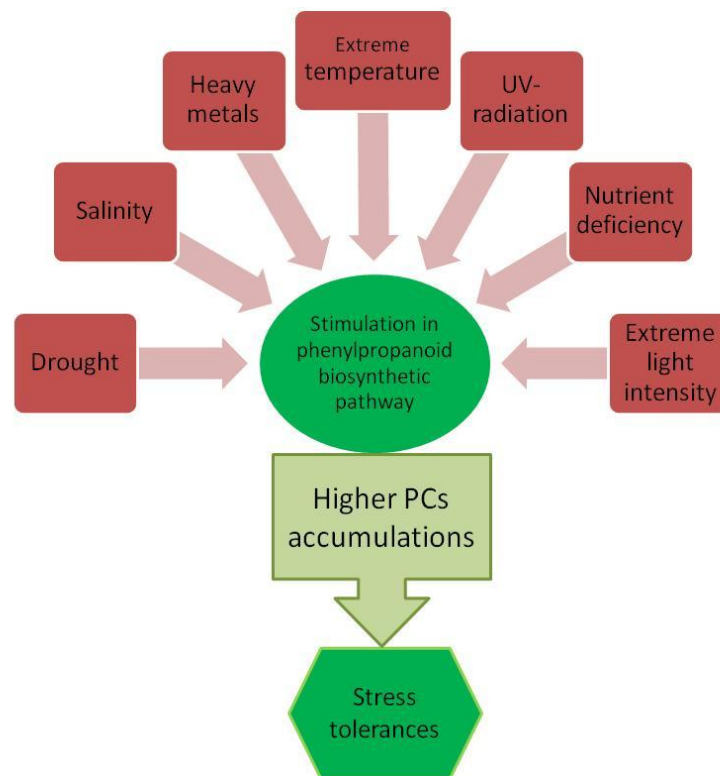 Extreme
temperature
Heavy
metals
UV-
radiation
Salinity
Nutrient
deficiency
Drought
Stimulation in
phenylpropanoid
biosynthetic
pathway
Extreme
light
intensity
Higher PCs
accumulations
Stress
tolerances